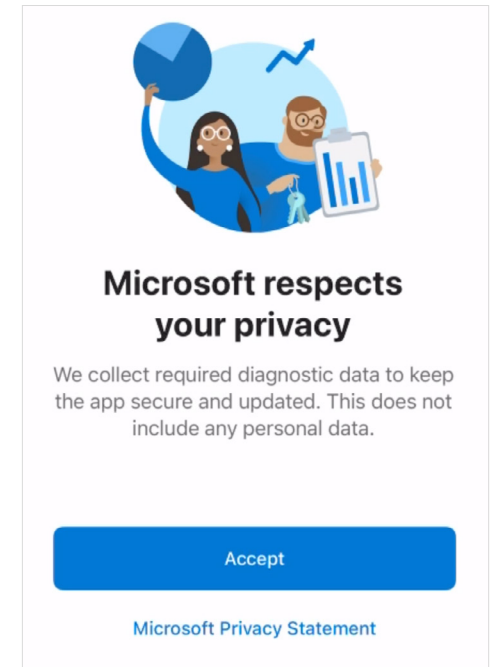 Microsoft respects
your privacy
We collect required diagnostic data to keep
the app secure and updated. This does not
include any personal data.
Accept
Microsoft Privacy Statement